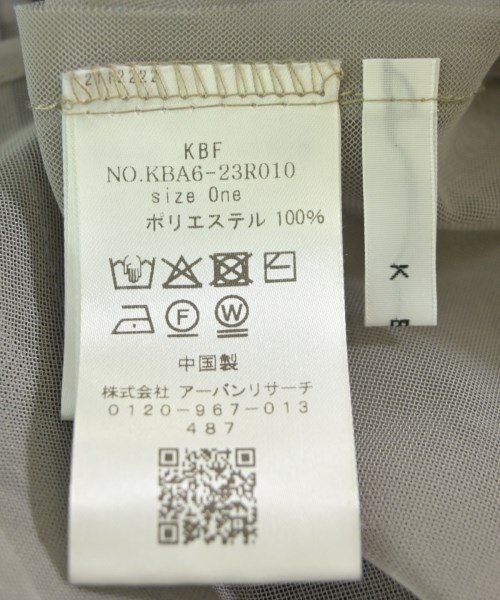 KBF
NO.KBA6-23R010
size One
ポリエステル 100%
F
W
中国製
株式会社 アーバンリサーチ
0120-967-013
487
K